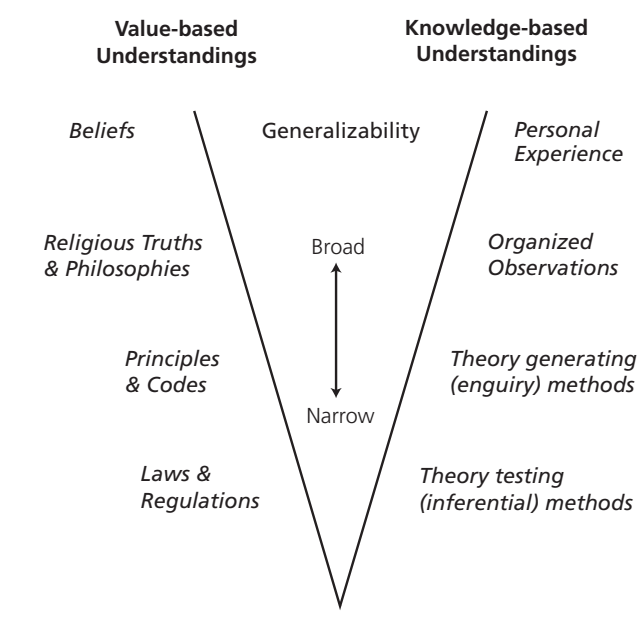 Value-based
Understandings
Knowledge-based
Understandings
Beliefs
Generalizability
Personal
Experience
Religious Truths
& Philosophies
Broad
Organized
Observations
Principles
& Codes
Theory generating
(enguiry) methods
Narrow
Laws &
Regulations
Theory testing
(inferential) methods